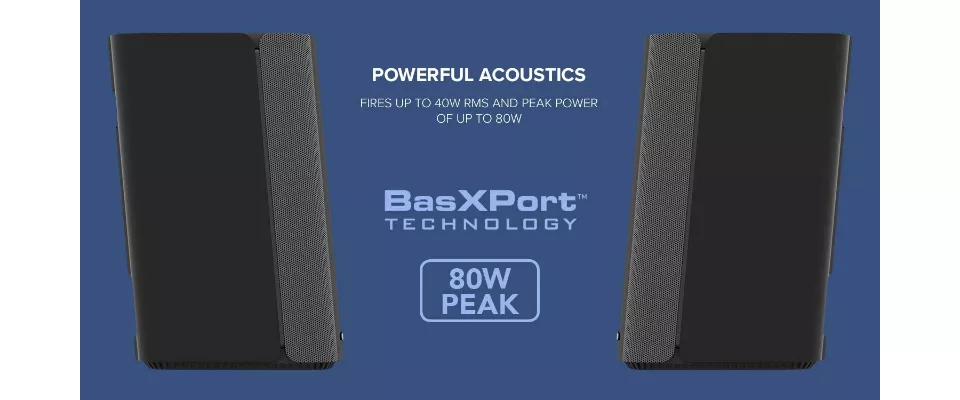 POWERFUL ACOUSTICS
FIRES UP TO 40W RMS AND PEAK POWER
OF UP TO 80W
BasXPort™
TECHNOLOGY
80W
PEAK